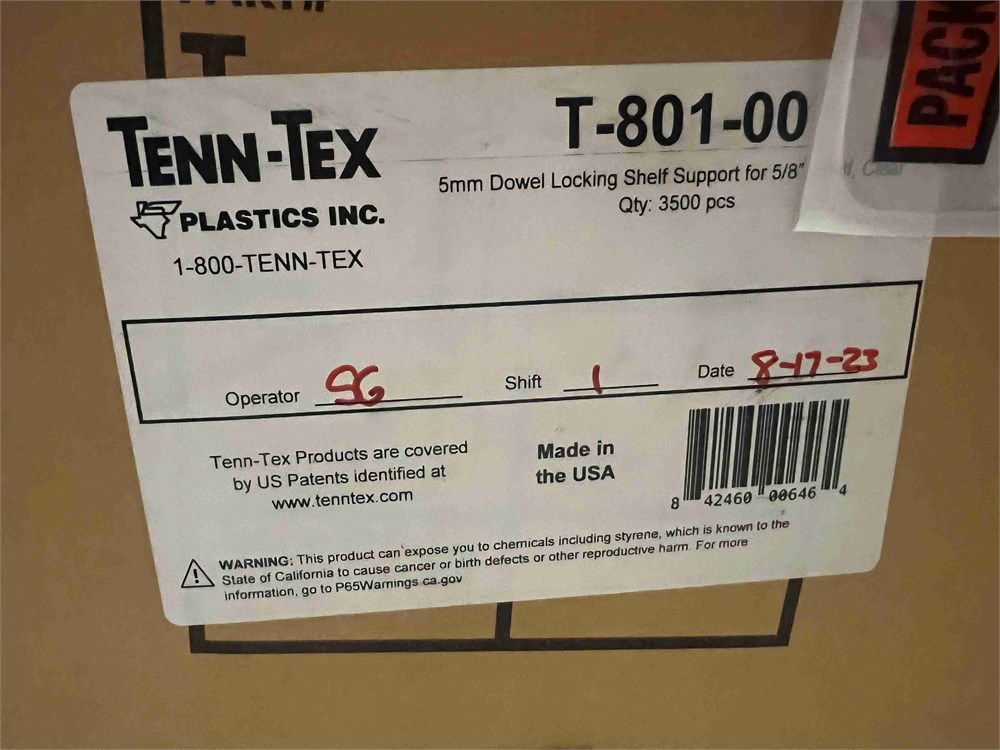 T
PACK
TENN-TEX
PLASTICS INC.
1-800-TENN-TEX
T-801-00
5mm Dowel Locking Shelf Support for 5/8"
Clear
Qty: 3500 pcs
Operator SG Shift 1 Date 8-17-23
Tenn-Tex Products are covered
by US Patents identified at
www.tenntex.com
Made in
the USA
8 42460 00646 4
WARNING: This product can expose you to chemicals including styrene, which is known to the
State of California to cause cancer or birth defects or other reproductive harm. For more
information, go to P65Warnings.ca.gov